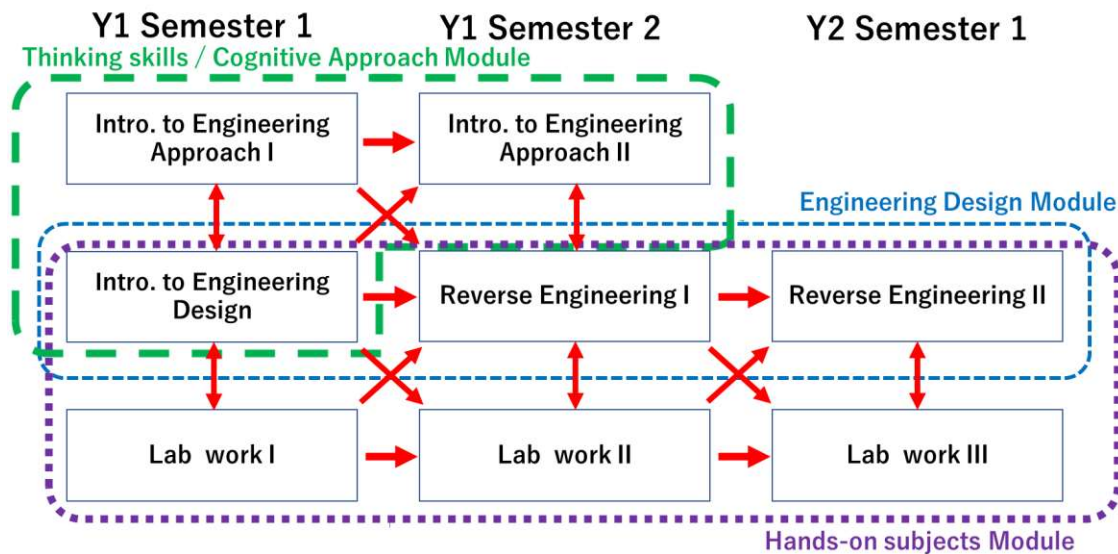 Y1 Semester 1
Y1 Semester 2
Y2 Semester 1
Thinking skills / Cognitive Approach Module
Intro. to Engineering
Approach I
Intro. to Engineering
Approach II
Engineering Design Module
Intro. to Engineering
Design
Reverse Engineering I
Reverse Engineering II
Lab work I
Lab work II
Lab work III
Hands-on subjects Module